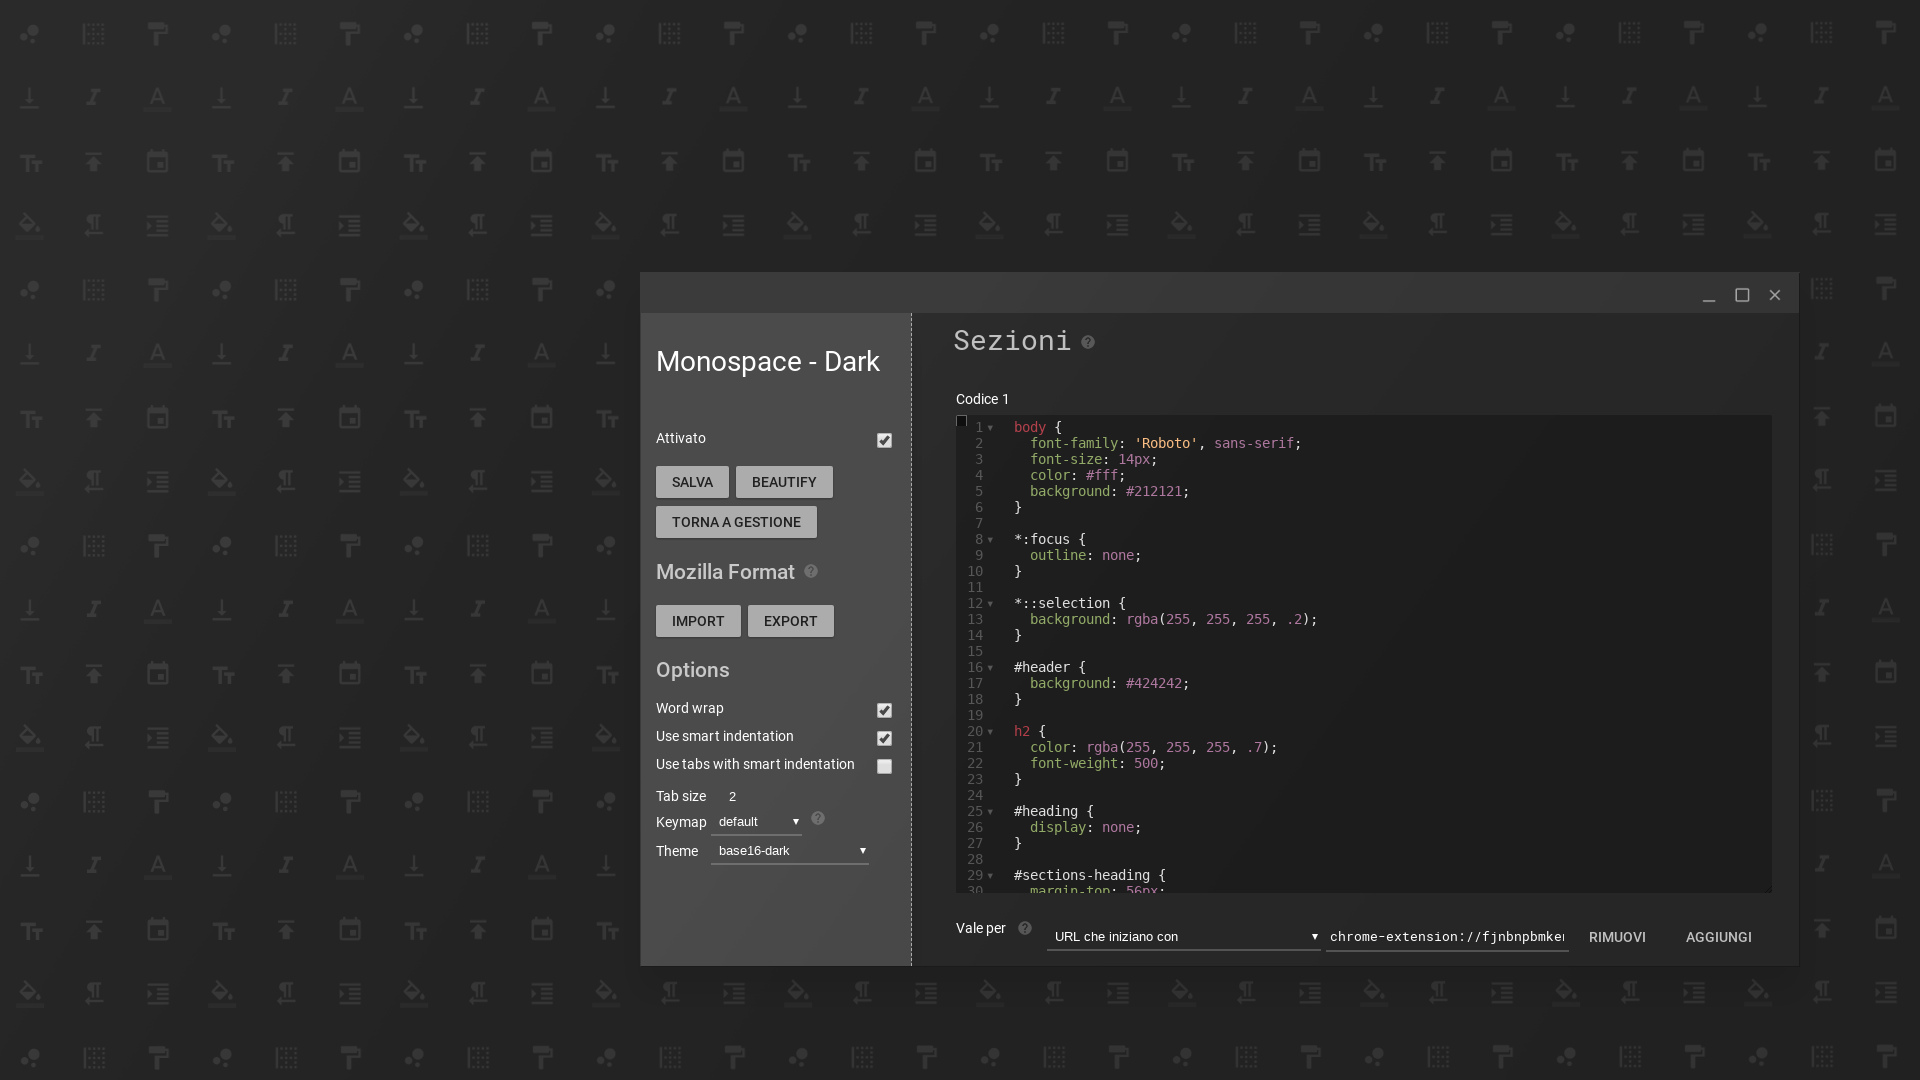 Monospace - Dark
Attivato
SALVA
BEAUTIFY
TORNA A GESTIONE
Mozilla Format
IMPORT
EXPORT
Options
Word wrap
Use smart indentation
Use tabs with smart indentation
Tab size 2
Keymap default
Theme base16-dark
Sezioni
Codice 1
1 body {
2 font-family: 'Roboto', sans-serif;
3 font-size: 14px;
4 color: #fff;
5 background: #212121;
6 }
7
8 *:focus {
9 outline: none;
10 }
11
12 *::selection {
13 background: rgba(255, 255, 255, .2);
14 }
15
16 #header {
17 background: #424242;
18 }
19
20 h2 {
21 color: rgba(255, 255, 255, .7);
22 font-weight: 500;
23 }
24
25 #heading {
26 display: none;
27 }
28
29 #sections-heading {
30 margin-top: 56px;
Vale per
URL che iniziano con
chrome-extension://fjnbnpbmke
RIMUOVI
AGGIUNGI